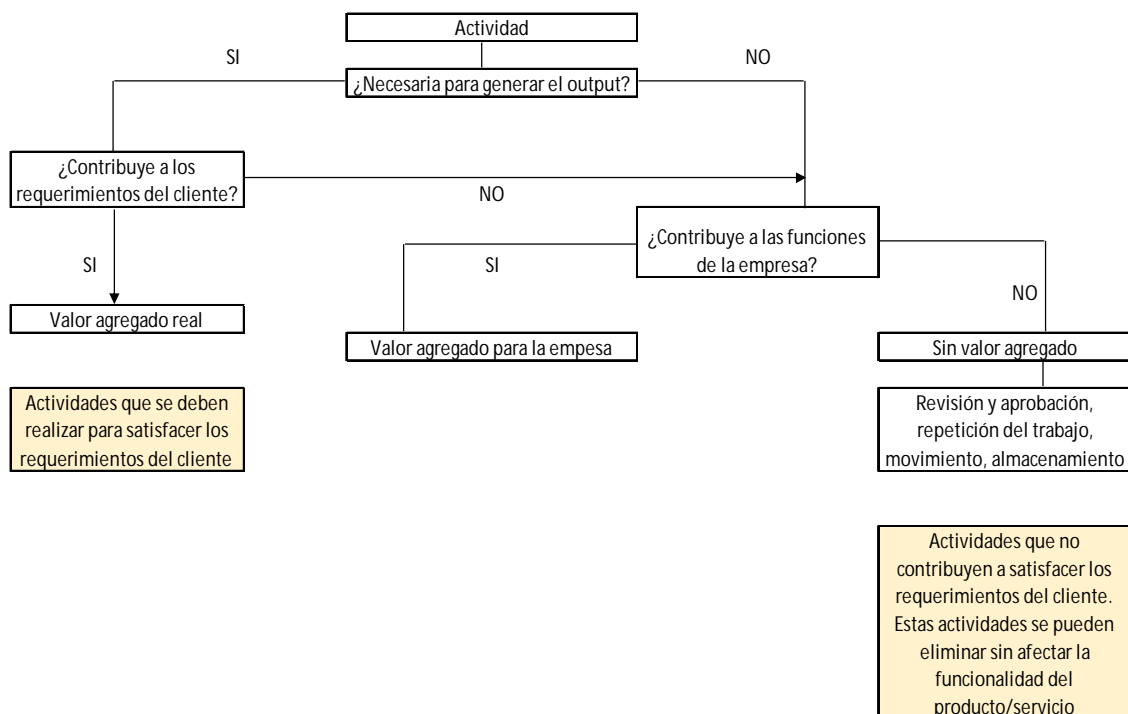 Actividad
SI
NO
¿Necesaria para generar el output?
¿Contribuye a los
requerimientos del cliente?
NO
¿Contribuye a las funciones
de la empresa?
SI
SI
NO
Valor agregado real
Valor agregado para la empesa
Sin valor agregado
Actividades que se deben
realizar para satisfacer los
requerimientos del cliente
Revisión y aprobación,
repetición del trabajo,
movimiento, almacenamiento
Actividades que no
contribuyen a satisfacer los
requerimientos del cliente.
Estas actividades se pueden
eliminar sin afectar la
funcionalidad del
producto/servicio